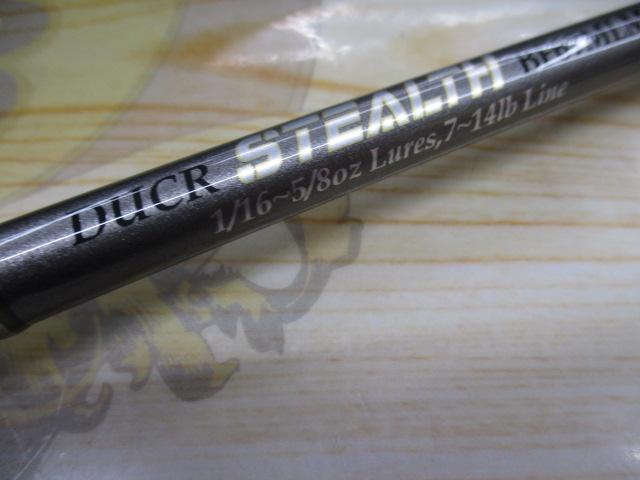 DUCR STEALTH
1/16~5/8oz Lures,7~14lb Line